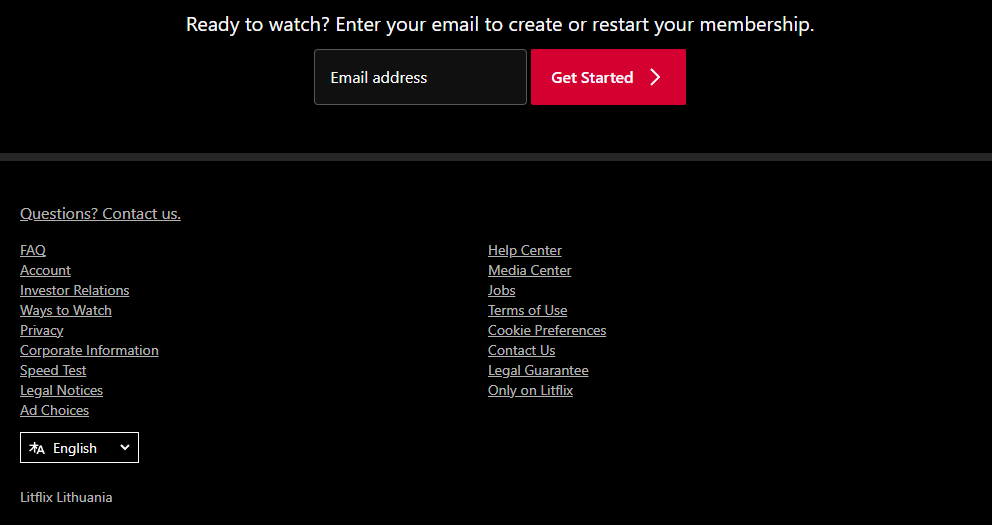 Ready to watch? Enter your email to create or restart your membership.
Email address
Get Started
Questions? Contact us.
FAQ
Account
Investor Relations
Ways to Watch
Privacy
Corporate Information
Speed Test
Legal Notices
Ad Choices
Help Center
Media Center
Jobs
Terms of Use
Cookie Preferences
Contact Us
Legal Guarantee
Only on Litflix
English
Litflix Lithuania